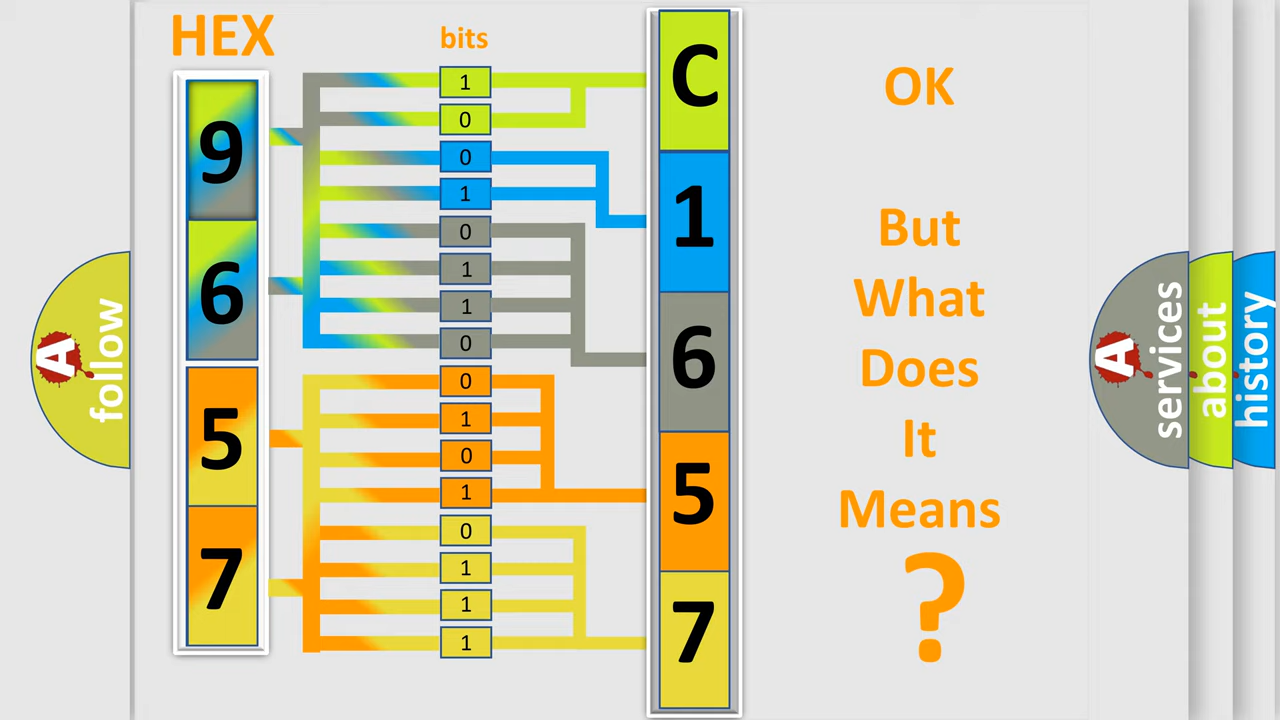 HEX
bits
9
6
5
7
1
0
0
1
0
1
1
0
0
1
0
1
0
1
1
1
C
1
6
5
7
OK
But
What
Does
It
Means
?
A
follow
A
services
about
history